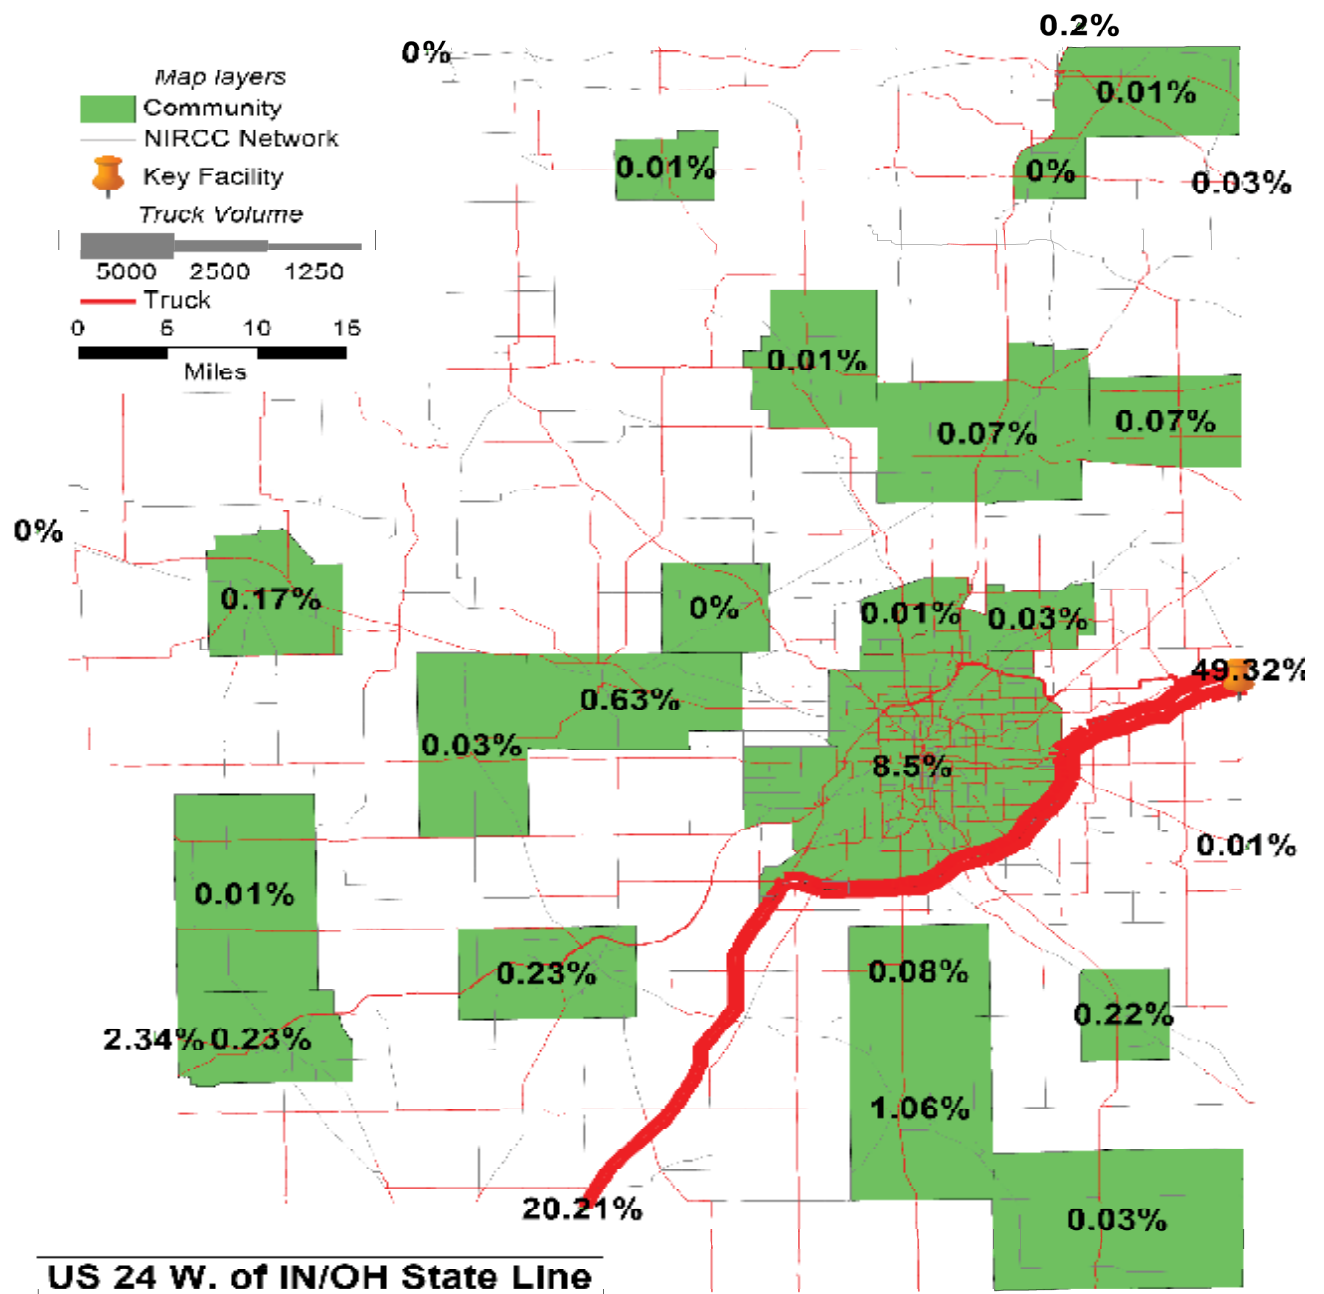 0.2%
0%
Map layers
Community
NIRCC Network
Key Facility
Truck Volume
5000 2500 1250
Truck
0 5 10 15
Miles
0.01%
0.01%
0%
0.03%
0.01%
0.07%
0.07%
0%
0.17%
0%
0.01%
0.03%
49.32%
0.63%
0.03%
8.5%
0.01%
0.01%
0.23%
0.08%
0.22%
2.34%
0.23%
1.06%
20.21%
0.03%
US 24 W. of IN/OH State Line